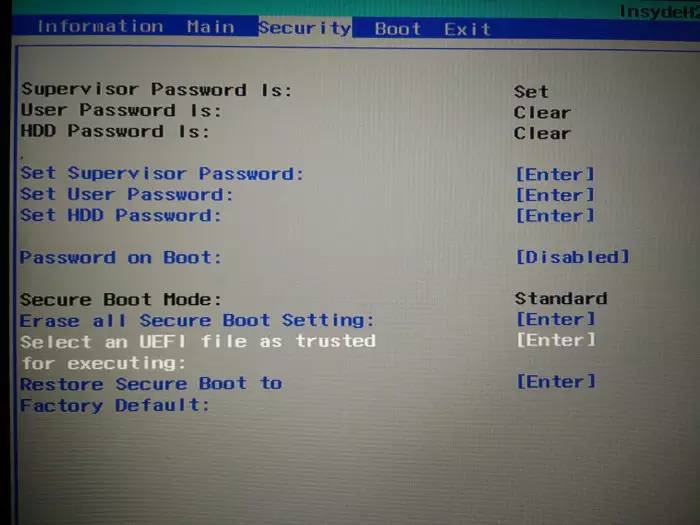 InsydeH2
Information Main Security Boot Exit
Supervisor Password Is: Set
User Password Is: Clear
HDD Password Is: Clear
Set Supervisor Password: [Enter]
Set User Password: [Enter]
Set HDD Password: [Enter]
Password on Boot: [Disabled]
Secure Boot Mode: Standard
Erase all Secure Boot Setting: [Enter]
Select an UEFI file as trusted [Enter]
for executing:
Restore Secure Boot to [Enter]
Factory Default: